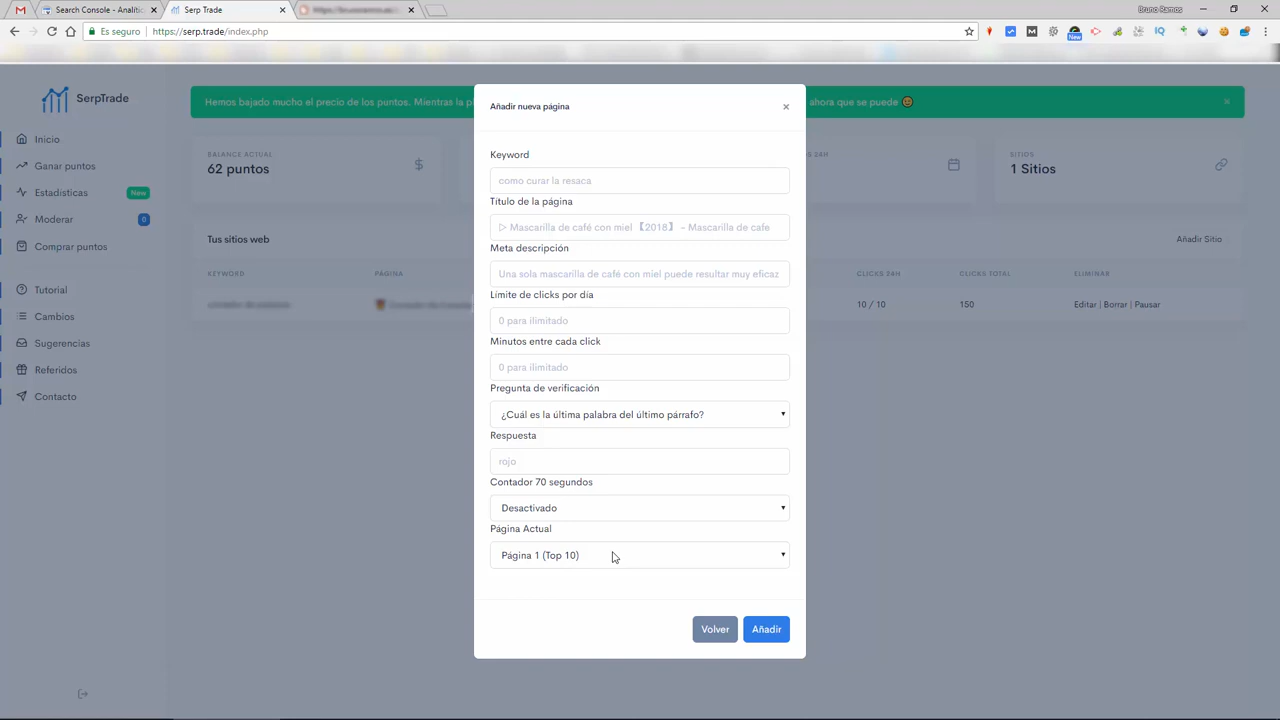 Bruno Ramos
Search Console - Analític
Serp Trade
Es seguro
https://serp.trade/index.php
New
IQ
SerpTrade
Inicio
Ganar puntos
Estadísticas
New
Moderar
0
Comprar puntos
Tutorial
Cambios
Sugerencias
Referidos
Contacto
Hemos bajado mucho el precio de los puntos. Mientras la p
ahora que se puede
×
BALANCE ACTUAL
62 puntos
$
24H
SITIOS
1 Sitios
Tus sitios web
Añadir Sitio
KEYWORD
PÁGINA
CLICKS 24H
CLICKS TOTAL
ELIMINAR
10 / 10
150
Editar | Borrar | Pausar
Añadir nueva página
×
Keyword
como curar la resaca
Título de la página
▷ Mascarilla de café con miel 【2018】 - Mascarilla de cafe
Meta descripción
Una sola mascarilla de café con miel puede resultar muy eficaz
Límite de clicks por día
0 para ilimitado
Minutos entre cada click
0 para ilimitado
Pregunta de verificación
¿Cuál es la última palabra del último párrafo?
Respuesta
rojo
Contador 70 segundos
Desactivado
Página Actual
Página 1 (Top 10)
Volver
Añadir